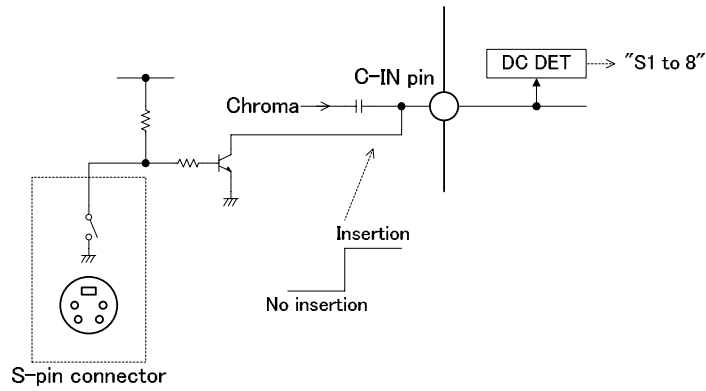 DC DET
"S1 to 8"
C-IN pin
Chroma
Insertion
No insertion
S-pin connector